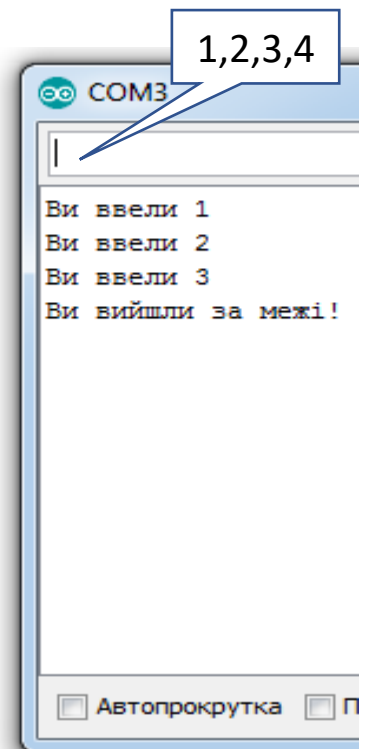 1,2,3,4
COM3
Ви ввели 1
Ви ввели 2
Ви ввели 3
Ви вийшли за межі!
Автопрокрутка